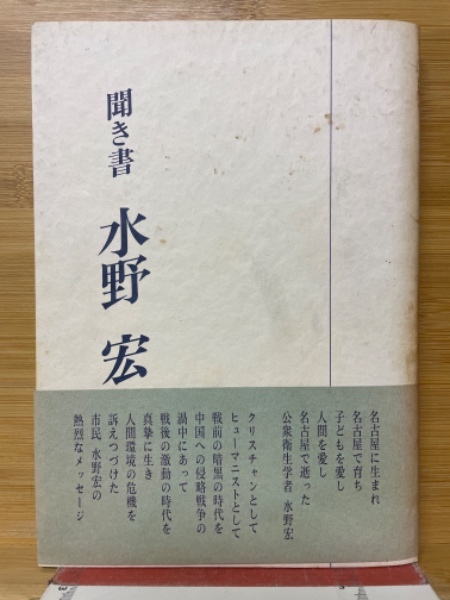 聞き書
水野 宏
名古屋に生まれ
名古屋で育ち
子どもを愛し
人間を愛し
名古屋で逝った
公衆衛生学者 水野宏
クリスチャンとして
ヒューマニストとして
戦前の暗黒の時代を
中国への侵略戦争の
渦中にあって
戦後の激動の時代を
真摯に生き
人間環境の危機を
訴えつづけた
市民 水野宏の
熱烈なメッセージ